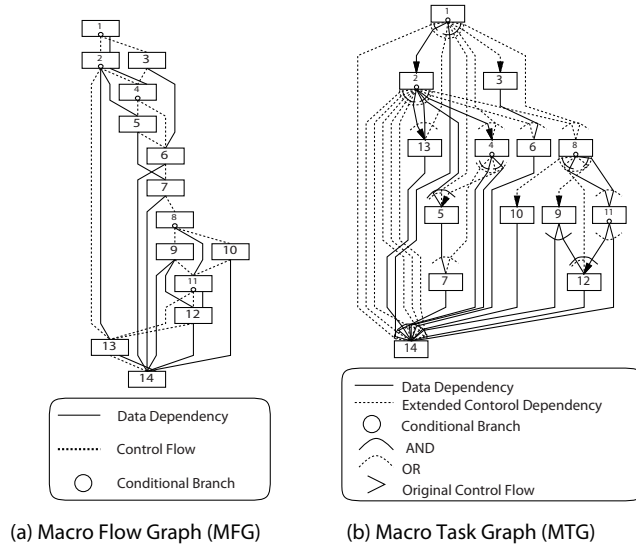 1
2
3
4
5
6
7
8
9
10
11
12
13
14
Data Dependency
Control Flow
Conditional Branch
(a) Macro Flow Graph (MFG)
1
2
3
13
4
6
8
5
10
9
11
7
12
14
Data Dependency
Extended Contorol Dependency
Conditional Branch
AND
OR
Original Control Flow
(b) Macro Task Graph (MTG)